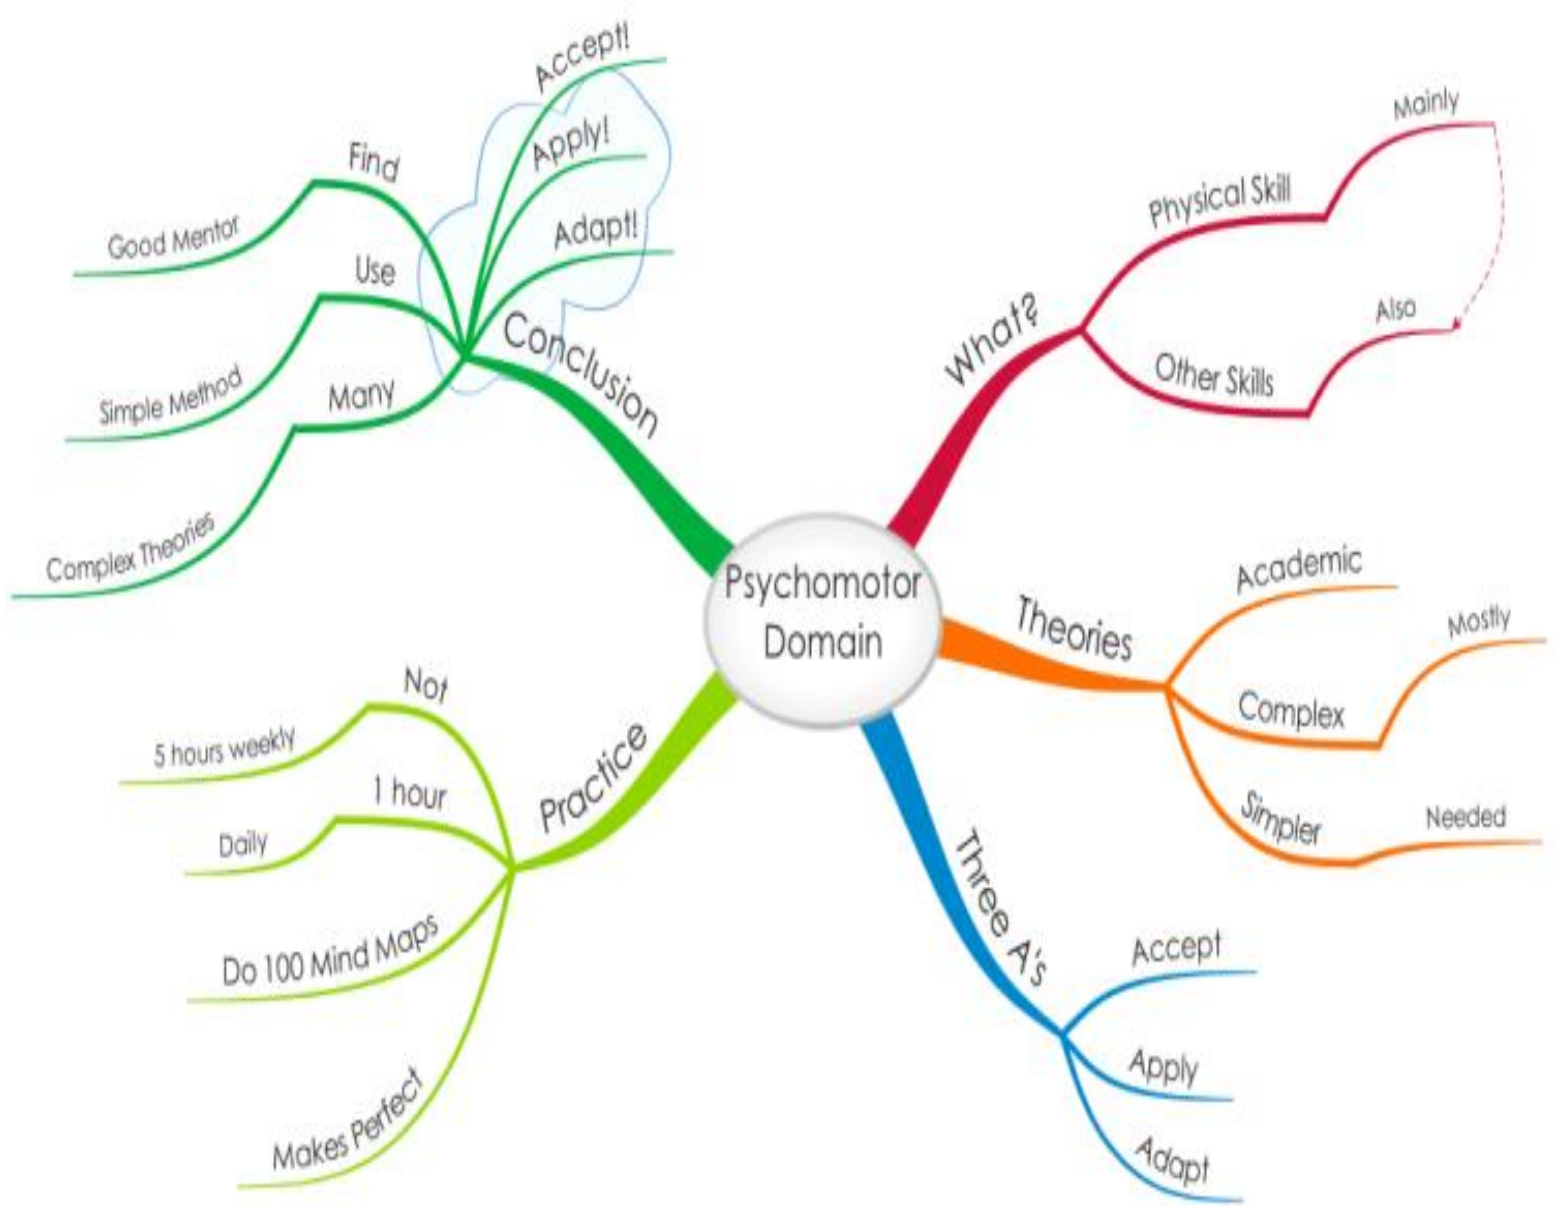 Psychomotor
Domain
What?
Physical Skill
Mainly
Other Skills
Also
Theories
Academic
Complex
Mostly
Simpler
Needed
Three A's
Accept
Apply
Adapt
Practice
Not
5 hours weekly
1 hour
Daily
Do 100 Mind Maps
Makes Perfect
Conclusion
Many
Complex Theories
Use
Simple Method
Find
Good Mentor
Accept!
Apply!
Adapt!